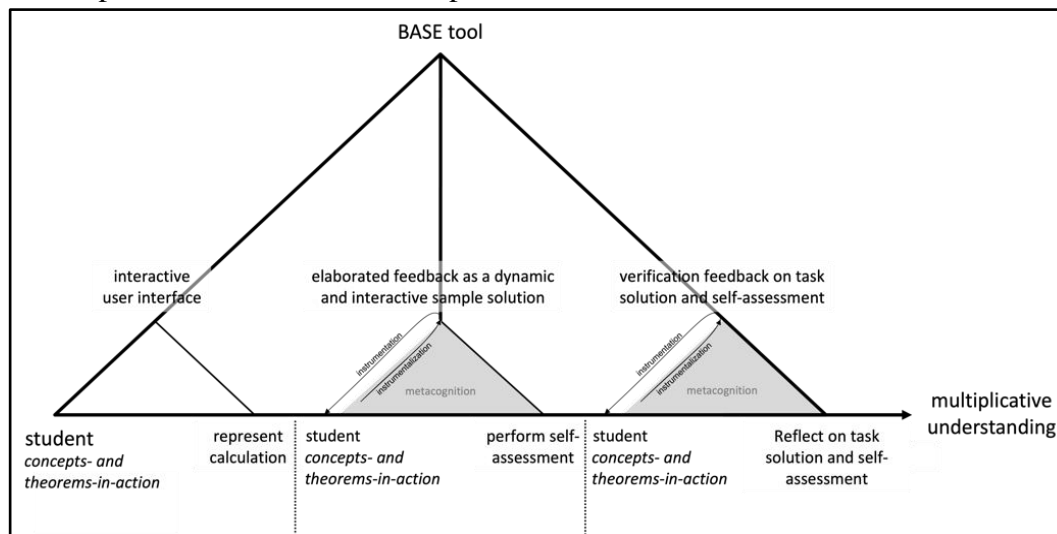 BASE tool
interactive
user interface
elaborated feedback as a dynamic
and interactive sample solution
verification feedback on task
solution and self-assessment
instrumentation
instrumentalization
metacognition
instrumentation
instrumentalization
metacognition
multiplicative
understanding
student
concepts- and
theorems-in-action
represent
calculation
student
concepts- and
theorems-in-action
perform self-
assessment
student
concepts- and
theorems-in-action
Reflect on task
solution and self-
assessment